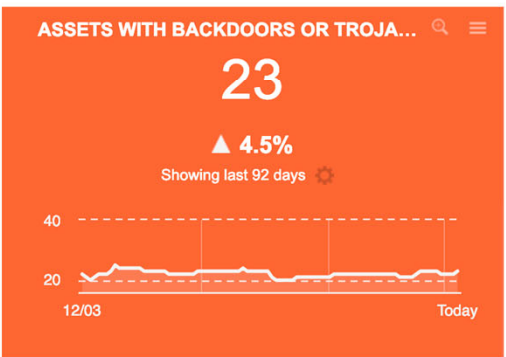 ASSETS WITH BACKDOORS OR TROJA...
23
▲ 4.5%
Showing last 92 days
40
20
12/03 Today